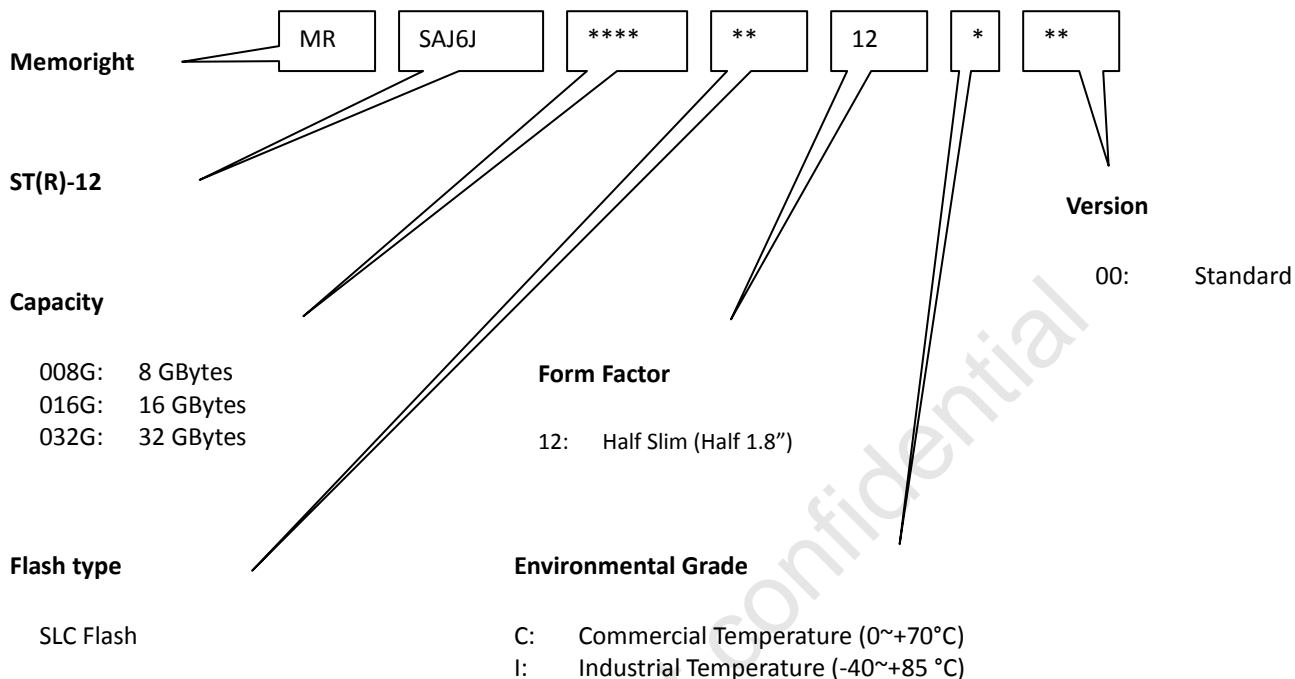 MR SAJ6J **** ** 12 * **
Memoright
ST(R)-12
Version
00: Standard
Capacity
008G: 8 GBytes
016G: 16 GBytes
032G: 32 GBytes
Form Factor
12: Half Slim (Half 1.8”)
Flash type
SLC Flash
Environmental Grade
C: Commercial Temperature (0~+70°C)
I: Industrial Temperature (-40~+85 °C)
confidential